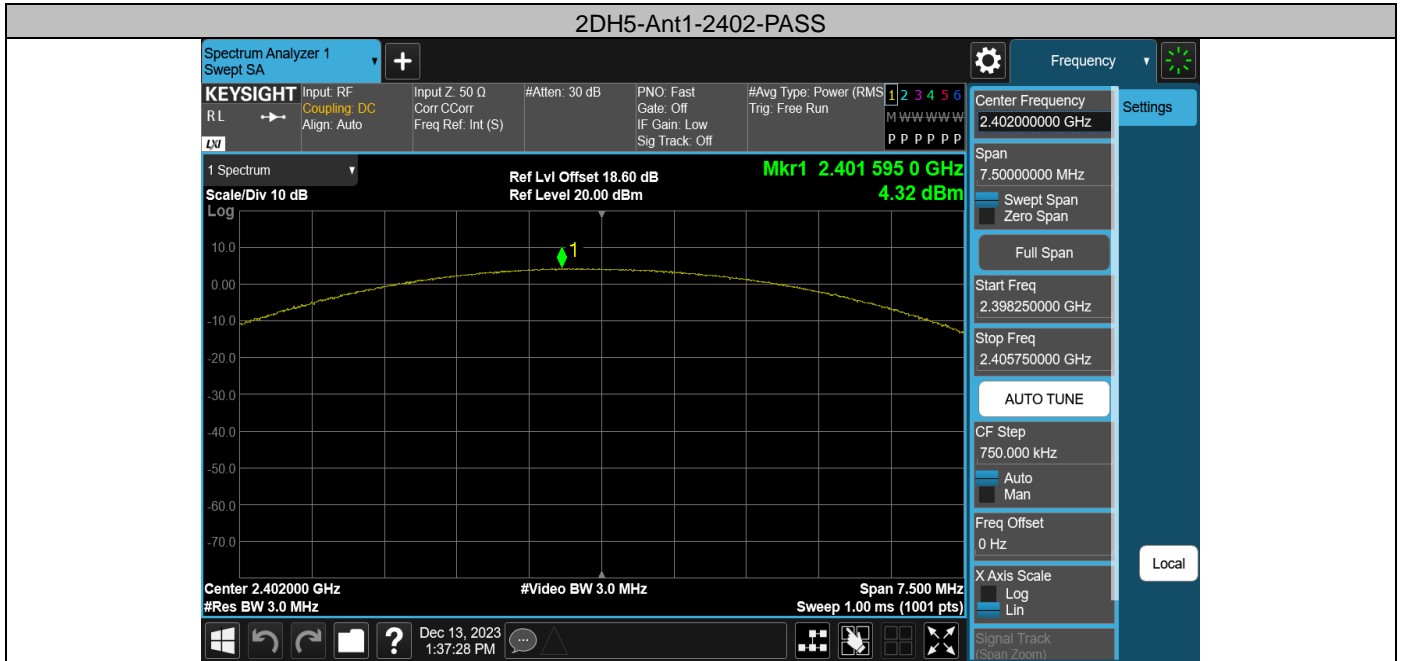 2DH5-Ant1-2402-PASS
Spectrum Analyzer 1
Swept SA
Frequency
KEYSIGHT
RL
LXI
Input: RF
Coupling: DC
Align: Auto
Input Z: 50 Ω
Corr CCorr
Freq Ref: Int (S)
#Atten: 30 dB
PNO: Fast
Gate: Off
IF Gain: Low
Sig Track: Off
#Avg Type: Power (RMS
Trig: Free Run
1 2 3 4 5 6
M W W W W W
P P P P P P
1 Spectrum
Scale/Div 10 dB
Ref Lvl Offset 18.60 dB
Ref Level 20.00 dBm
Mkr1 2.401 595 0 GHz
4.32 dBm
Log
10.0
0.00
-10.0
-20.0
-30.0
-40.0
-50.0
-60.0
-70.0
1
Center 2.402000 GHz
#Res BW 3.0 MHz
#Video BW 3.0 MHz
Span 7.500 MHz
Sweep 1.00 ms (1001 pts)
Dec 13, 2023
1:37:28 PM
Center Frequency
2.402000000 GHz
Span
7.50000000 MHz
Swept Span
Zero Span
Full Span
Start Freq
2.398250000 GHz
Stop Freq
2.405750000 GHz
AUTO TUNE
CF Step
750.000 kHz
Auto
Man
Freq Offset
0 Hz
X Axis Scale
Log
Lin
Signal Track
(Span Zoom)
Settings
Local